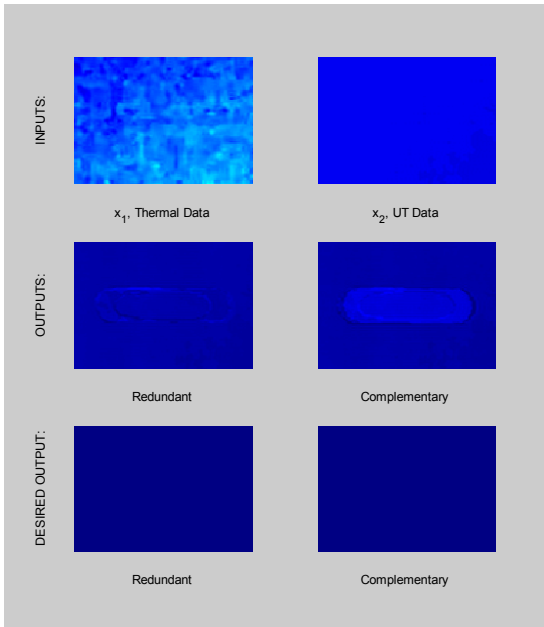 INPUTS:
x1, Thermal Data
x2, UT Data
OUTPUTS:
Redundant
Complementary
DESIRED OUTPUT:
Redundant
Complementary